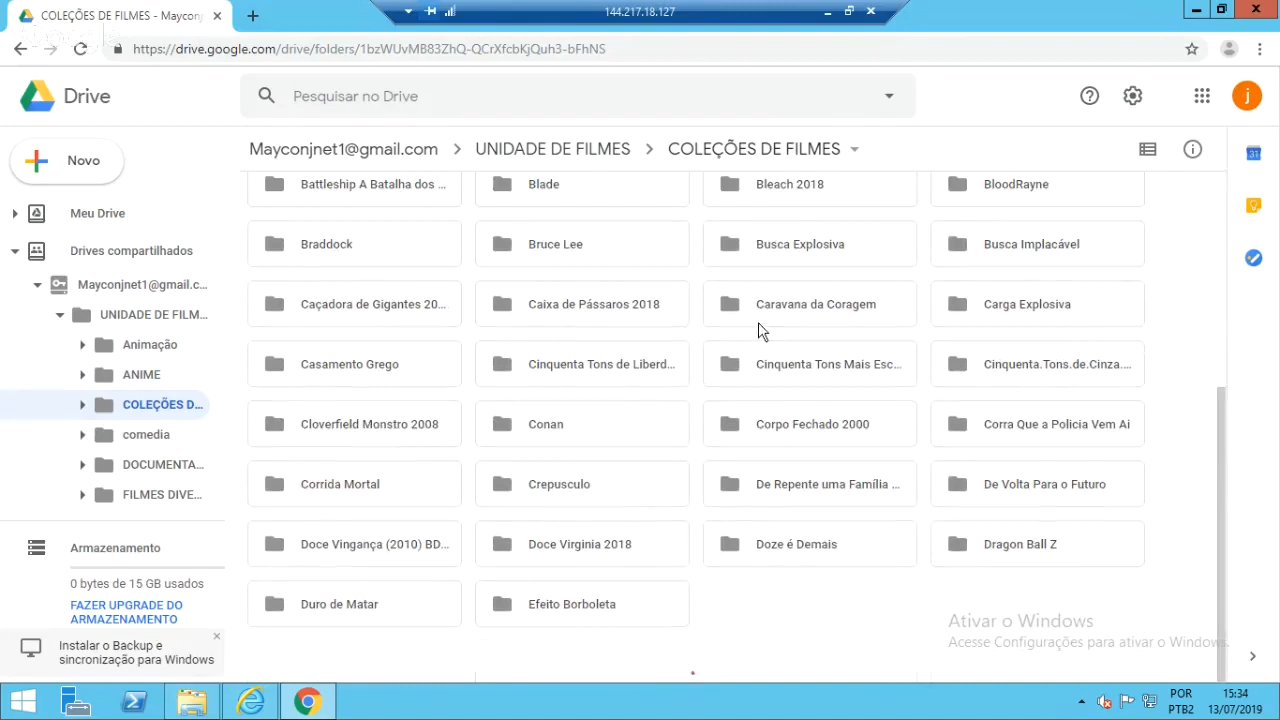 COLEÇÕES DE FILMES - Mayconj
144.217.18.127
https://drive.google.com/drive/folders/1bzWUvMB83ZhQ-QCrXfcbKjQuh3-bFhNS
Drive
Pesquisar no Drive
j
Novo
Mayconjnet1@gmail.com > UNIDADE DE FILMES > COLEÇÕES DE FILMES
31
Meu Drive
Drives compartilhados
Mayconjnet1@gmail.c...
UNIDADE DE FILM...
Animação
ANIME
COLEÇÕES D...
comedia
DOCUMENTA...
FILMES DIVE...
Armazenamento
0 bytes de 15 GB usados
FAZER UPGRADE DO
ARMAZENAMENTO
Instalar o Backup e
sincronização para Windows
Battleship A Batalha dos ... Blade Bleach 2018 BloodRayne
Braddock Bruce Lee Busca Explosiva Busca Implacável
Caçadora de Gigantes 20... Caixa de Pássaros 2018 Caravana da Coragem Carga Explosiva
Casamento Grego Cinquenta Tons de Liberd... Cinquenta Tons Mais Esc... Cinquenta.Tons.de.Cinza....
Cloverfield Monstro 2008 Conan Corpo Fechado 2000 Corra Que a Policia Vem Ai
Corrida Mortal Crepusculo De Repente uma Família ... De Volta Para o Futuro
Doce Vingança (2010) BD... Doce Virginia 2018 Doze é Demais Dragon Ball Z
Duro de Matar Efeito Borboleta
Ativar o Windows
Acesse Configurações para ativar o Windows.
POR
PTB2
15:34
13/07/2019